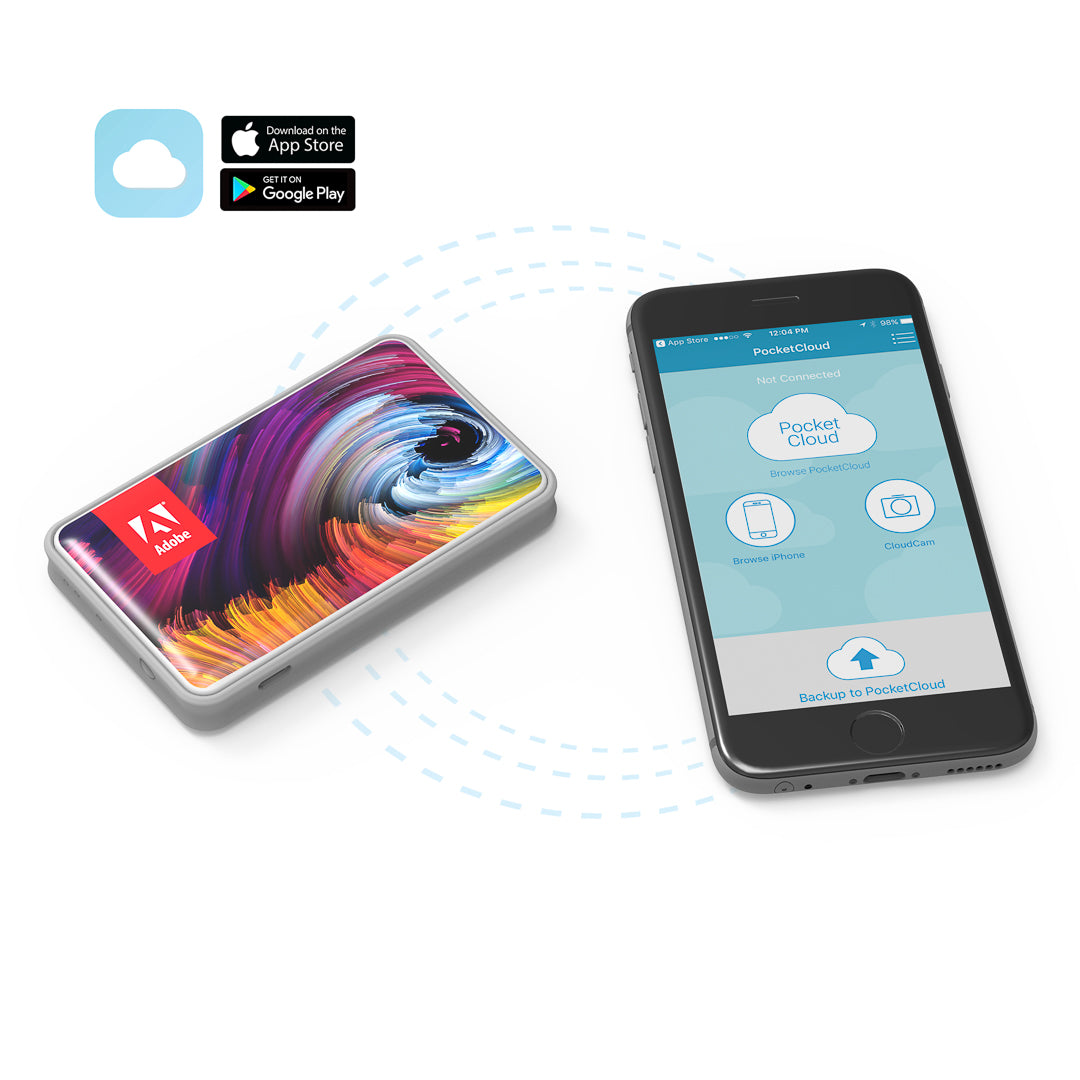 Download on the
App Store
GET IT ON
Google Play
Adobe
App Store 12:04 PM 98%
PocketCloud
Not Connected
Pocket
Cloud
Browse PocketCloud
Browse iPhone
CloudCam
Backup to PocketCloud